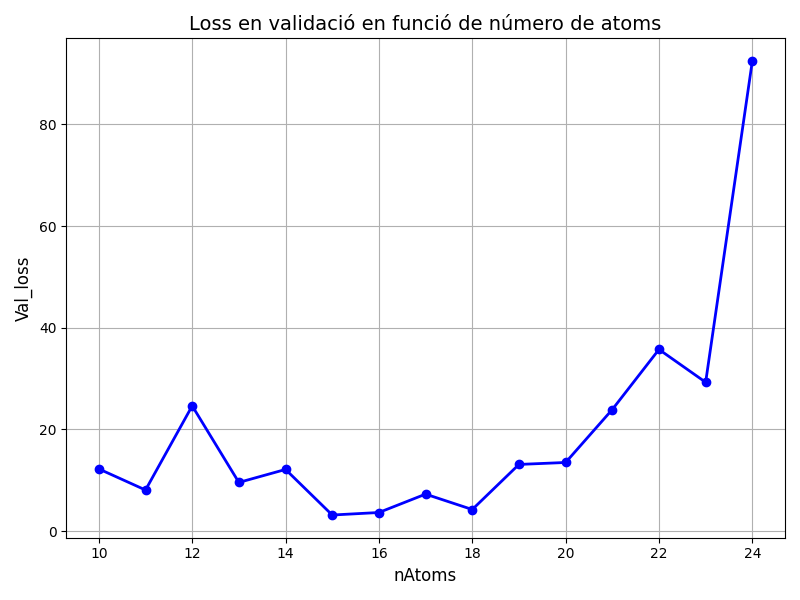 Loss en validació en funció de número de atoms
Val_loss
80
60
40
20
0
10 12 14 16 18 20 22 24
nAtoms